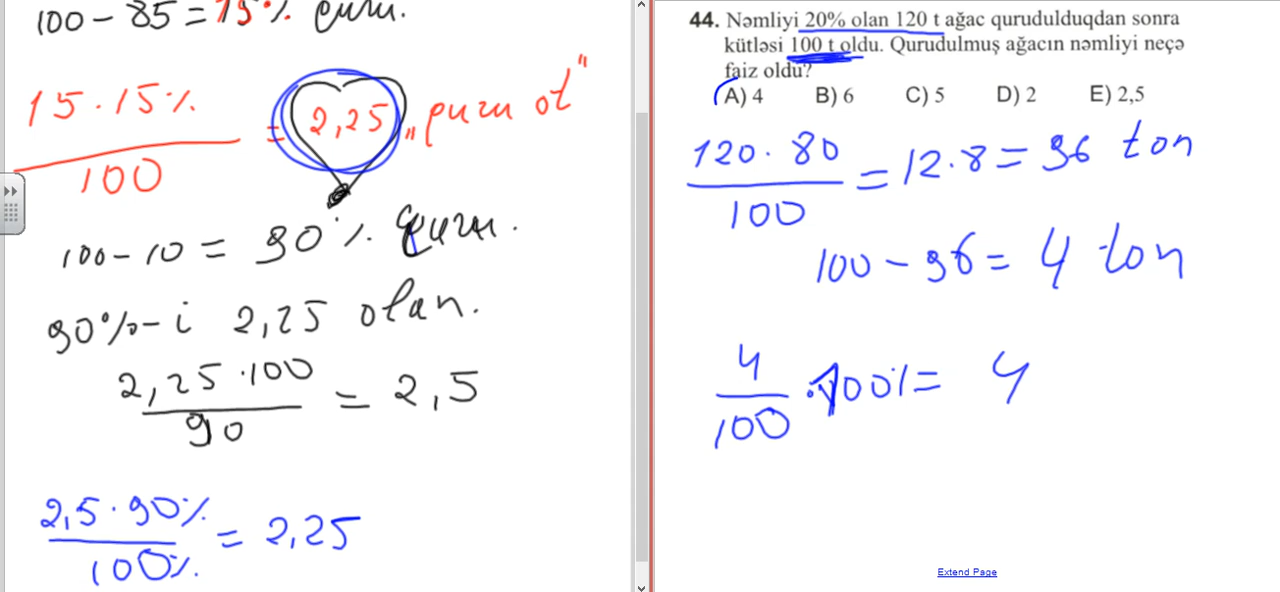 100 - 85 = 15% quru.
15 · 15%
100
= 2,25 "quru ot"
100 - 10 = 90% quru.
90%-i 2,25 olan.
2,25 · 100
90
= 2,5
2,5 · 90%
100%
= 2,25
44. Nəmliyi 20% olan 120 t ağac qurudulduqdan sonra
kütləsi 100 t oldu. Qurudulmuş ağacın nəmliyi neçə
faiz oldu?
A) 4 B) 6 C) 5 D) 2 E) 2,5
120 · 80
100
= 12 · 8 = 96 ton
100 - 96 = 4 ton
4
100
· 100% = 4
Extend Page